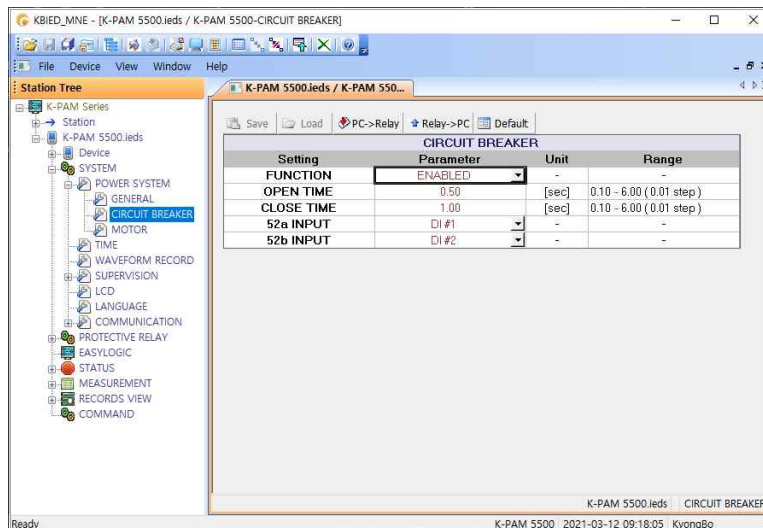 KBIED_MNE - [K-PAM 5500.ieds / K-PAM 5500-CIRCUIT BREAKER]
File Device View Window Help
Station Tree
K-PAM Series
Station
K-PAM 5500.ieds
Device
SYSTEM
POWER SYSTEM
GENERAL
CIRCUIT BREAKER
MOTOR
TIME
WAVEFORM RECORD
SUPERVISION
LCD
LANGUAGE
COMMUNICATION
PROTECTIVE RELAY
EASYLOGIC
STATUS
MEASUREMENT
RECORDS VIEW
COMMAND
K-PAM 5500.ieds / K-PAM 550...
Save Load PC->Relay Relay->PC Default
CIRCUIT BREAKER
Setting Parameter Unit Range
FUNCTION ENABLED - -
OPEN TIME 0.50 [sec] 0.10 - 6.00 ( 0.01 step )
CLOSE TIME 1.00 [sec] 0.10 - 6.00 ( 0.01 step )
52a INPUT DI #1 - -
52b INPUT DI #2 - -
K-PAM 5500.ieds CIRCUIT BREAKER
Ready K-PAM 5500 2021-03-12 09:18:05 KyongBo